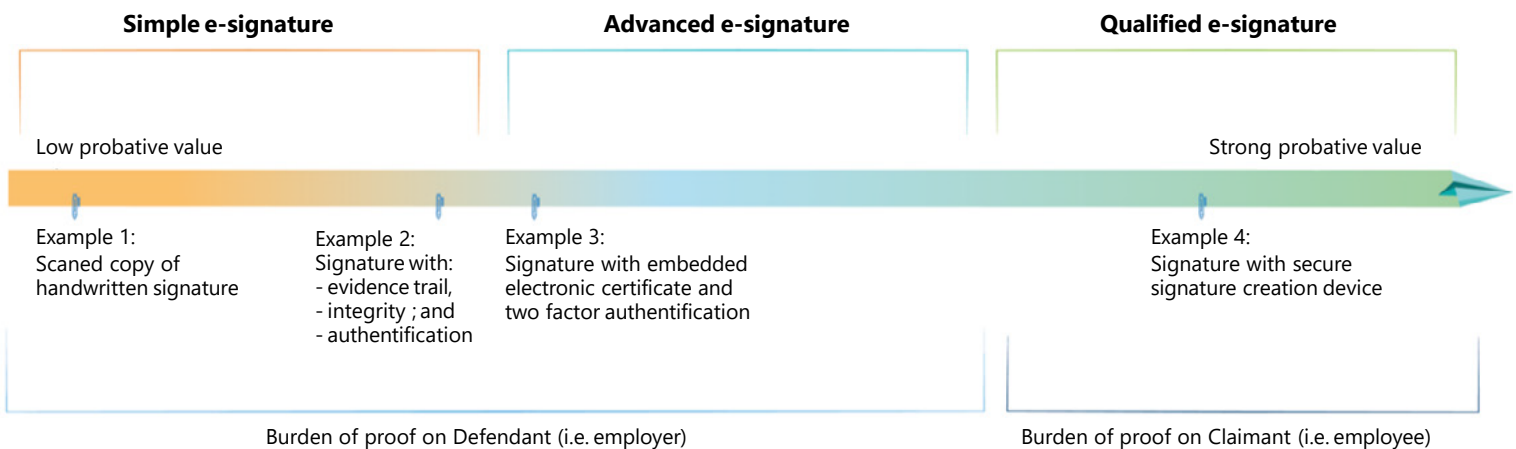 Simple e-signature
Advanced e-signature
Qualified e-signature
Low probative value
Strong probative value
Example 1:
Scaned copy of
handwritten signature
Example 2:
Signature with:
- evidence trail,
- integrity ; and
- authentification
Example 3:
Signature with embedded
electronic certificate and
two factor authentification
Example 4:
Signature with secure
signature creation device
Burden of proof on Defendant (i.e. employer)
Burden of proof on Claimant (i.e. employee)